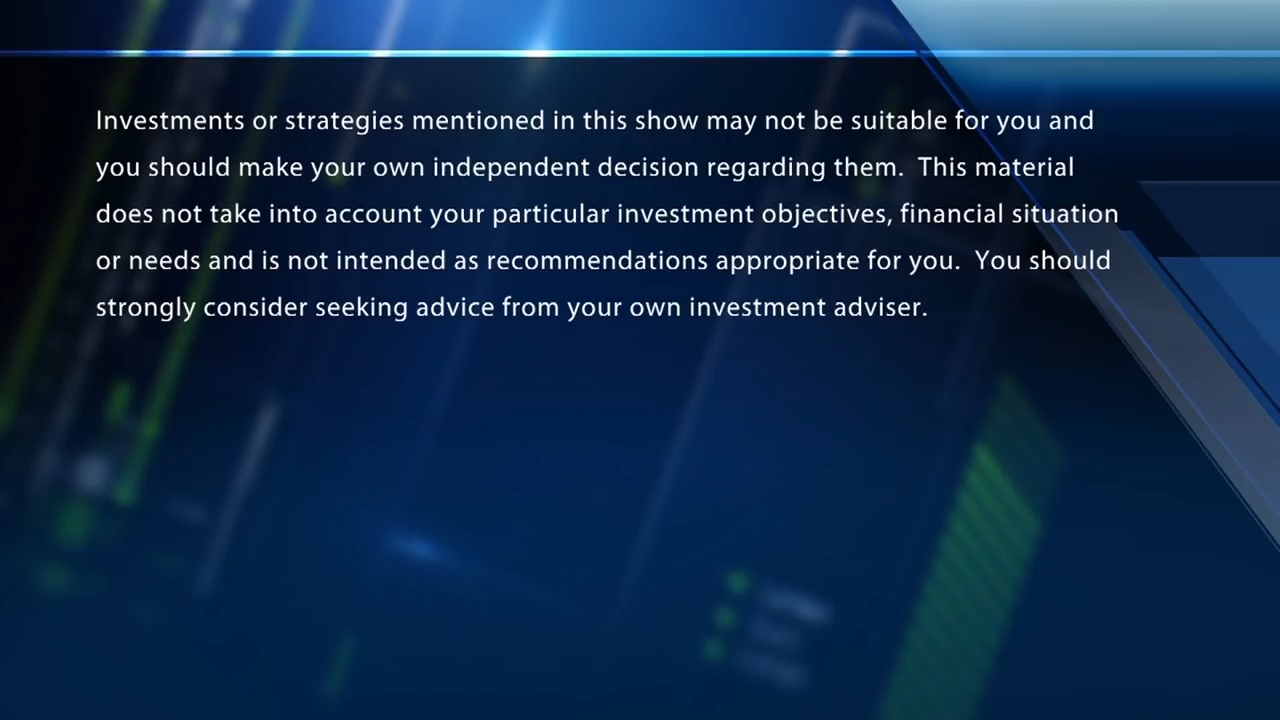 Investments or strategies mentioned in this show may not be suitable for you and
you should make your own independent decision regarding them.  This material
does not take into account your particular investment objectives, financial situation
or needs and is not intended as recommendations appropriate for you.  You should
strongly consider seeking advice from your own investment adviser.